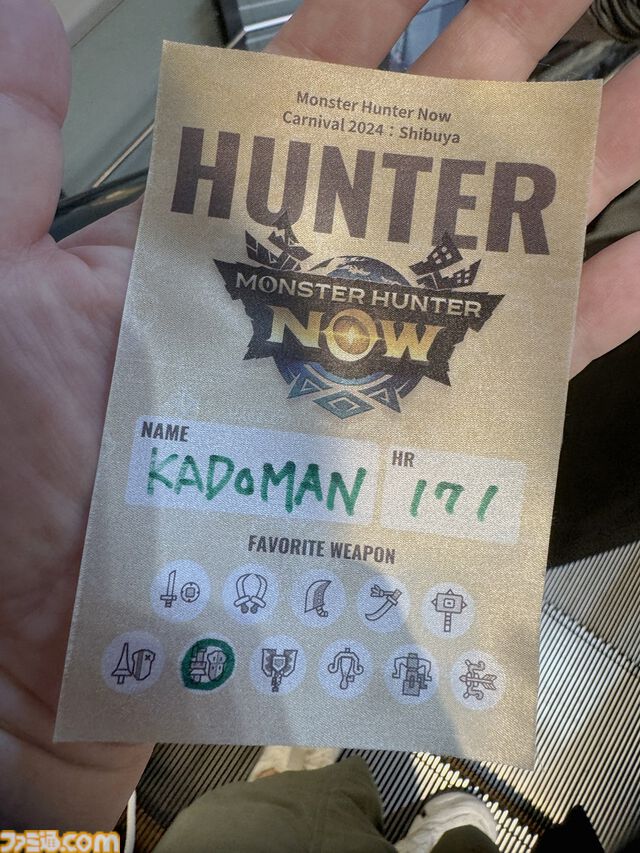 Monster Hunter Now
Carnival 2024：Shibuya
HUNTER
MONSTER HUNTER
NOW
NAME
KADOMAN
HR
171
FAVORITE WEAPON
ファミ通.com